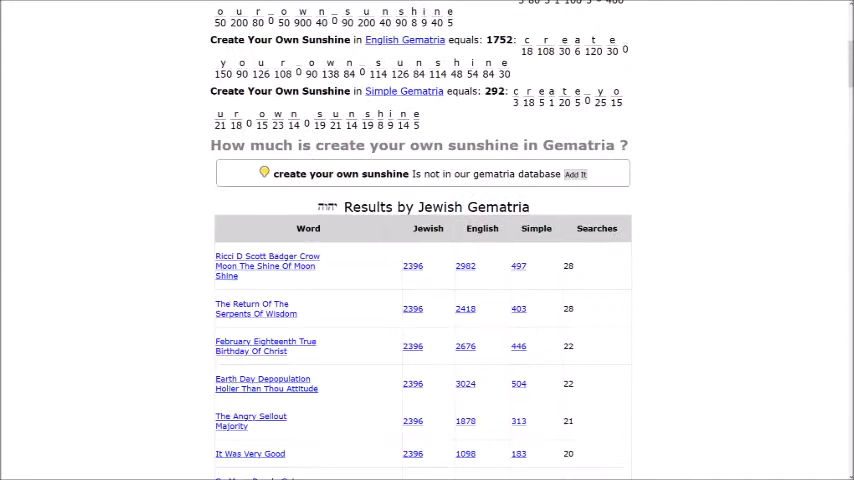 o u r _ o w n _ s u n s h i n e
50 200 80 0 50 900 40 0 90 200 40 90 8 9 40 5
Create Your Own Sunshine in English Gematria equals: 1752: c r e a t e _
18 108 30 6 120 30 0
y o u r _ o w n _ s u n s h i n e
150 90 126 108 0 90 138 84 0 114 126 84 114 48 54 84 30
Create Your Own Sunshine in Simple Gematria equals: 292: c r e a t e _ y o
3 18 5 1 20 5 0 25 15
u r _ o w n _ s u n s h i n e
21 18 0 15 23 14 0 19 21 14 19 8 9 14 5
How much is create your own sunshine in Gematria ?
create your own sunshine Is not in our gematria database Add It
יהוה Results by Jewish Gematria
Word Jewish English Simple Searches
Ricci D Scott Badger Crow
Moon The Shine Of Moon
Shine
2396 2982 497 28
The Return Of The
Serpents Of Wisdom
2396 2418 403 28
February Eighteenth True
Birthday Of Christ
2396 2676 446 22
Earth Day Depopulation
Holier Than Thou Attitude
2396 3024 504 22
The Angry Sellout
Majority
2396 1878 313 21
It Was Very Good 2396 1098 183 20